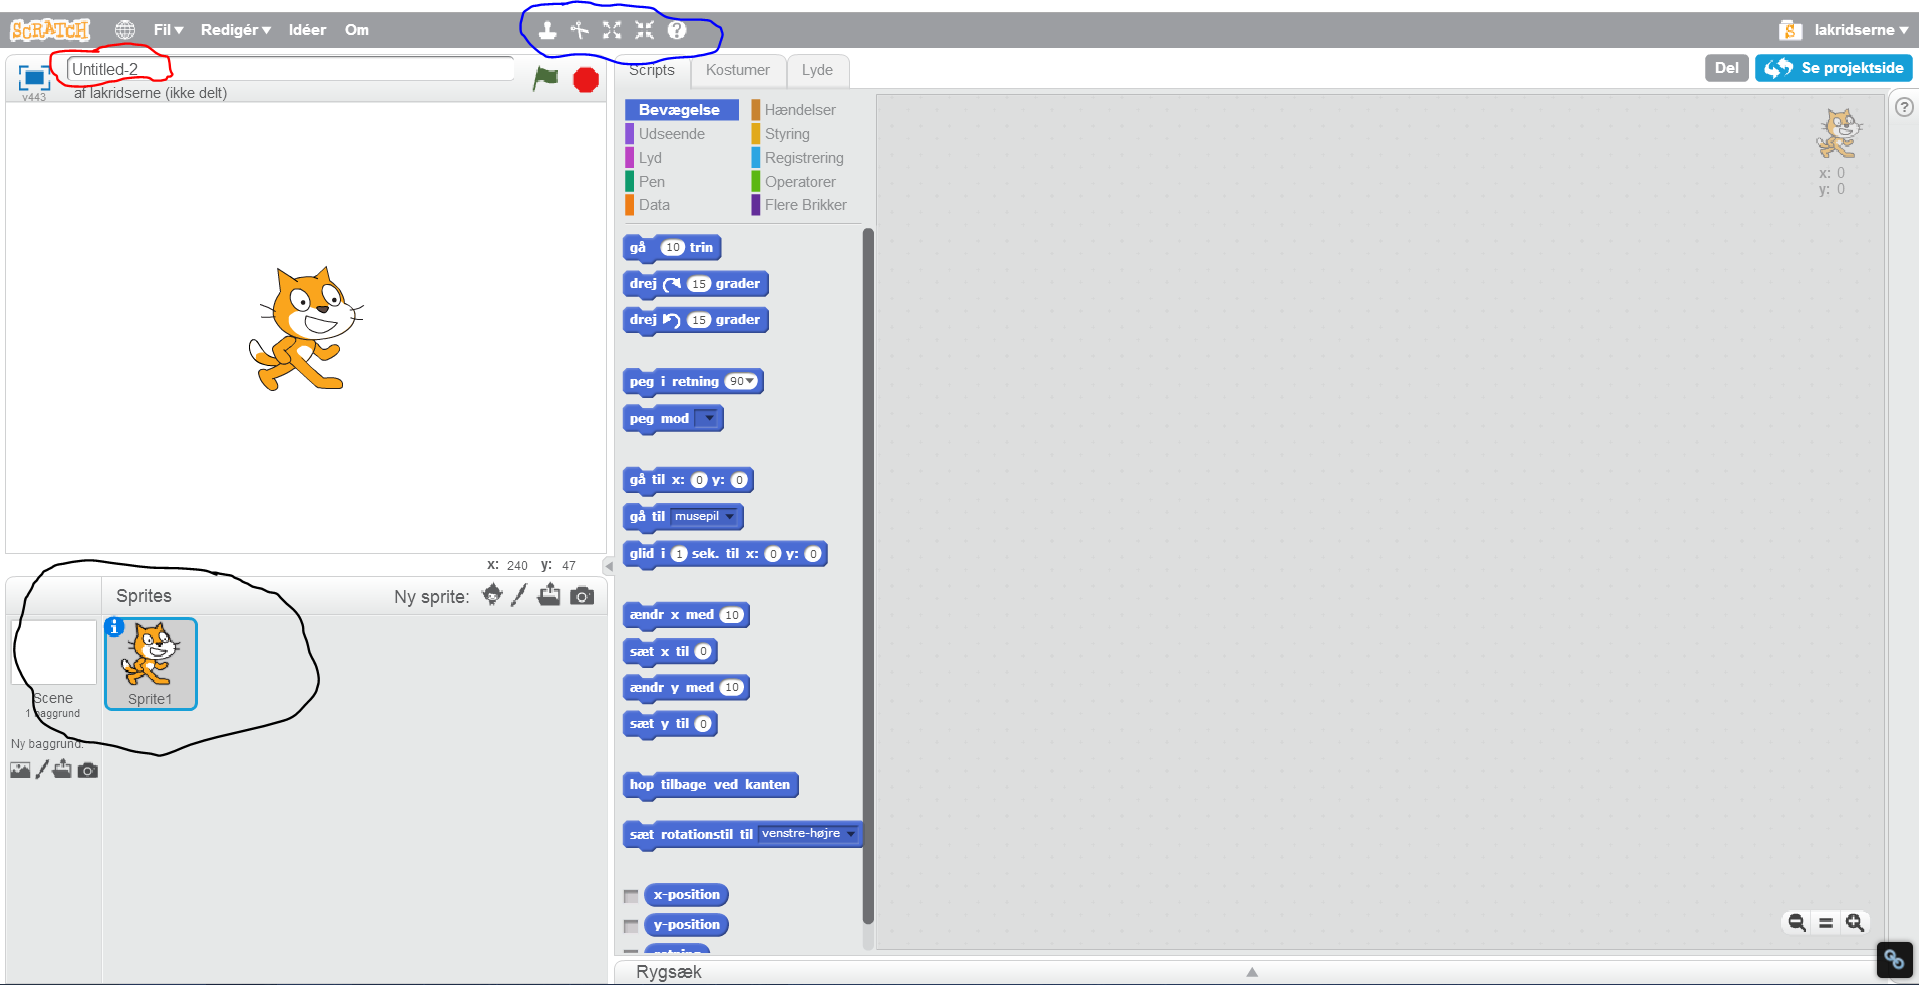 SCRATCH Fil Redigér Idéer Om lakridserne
Untitled-2
v443 af lakridserne (ikke delt)
Scripts Kostumer Lyde Del Se projektside
Bevægelse Hændelser
Udseende Styring
Lyd Registrering
Pen Operatorer
Data Flere Brikker
x: 0
y: 0
gå 10 trin
drej 15 grader
drej 15 grader
peg i retning 90
peg mod
gå til x: 0 y: 0
gå til musepil
glid i 1 sek. til x: 0 y: 0
ændr x med 10
sæt x til 0
ændr y med 10
sæt y til 0
hop tilbage ved kanten
sæt rotationstil til venstre-højre
x-position
y-position
x: 240 y: 47
Sprites Ny sprite:
Scene
1 baggrund
Sprite1
Ny baggrund:
Rygsæk